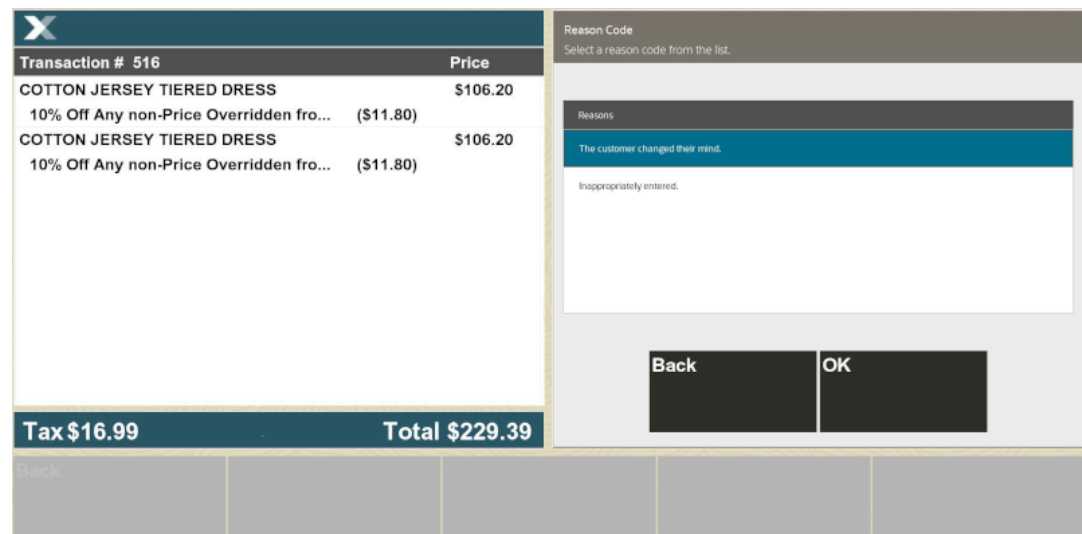 X
Transaction # 516 Price
COTTON JERSEY TIERED DRESS $106.20
10% Off Any non-Price Overridden fro... ($11.80)
COTTON JERSEY TIERED DRESS $106.20
10% Off Any non-Price Overridden fro... ($11.80)
Tax $16.99 Total $229.39
Reason Code
Select a reason code from the list.
Reasons
The customer changed their mind.
Inappropriately entered.
Back OK
Back